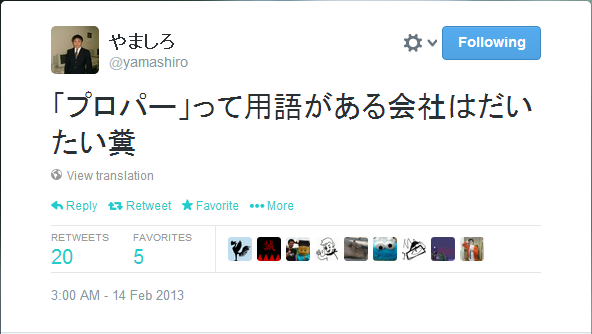 やましろ
@yamashiro
Following
「プロパー」って用語がある会社はだい
たい糞
View translation
Reply Retweet Favorite More
RETWEETS FAVORITES
20 5
誠
3:00 AM - 14 Feb 2013